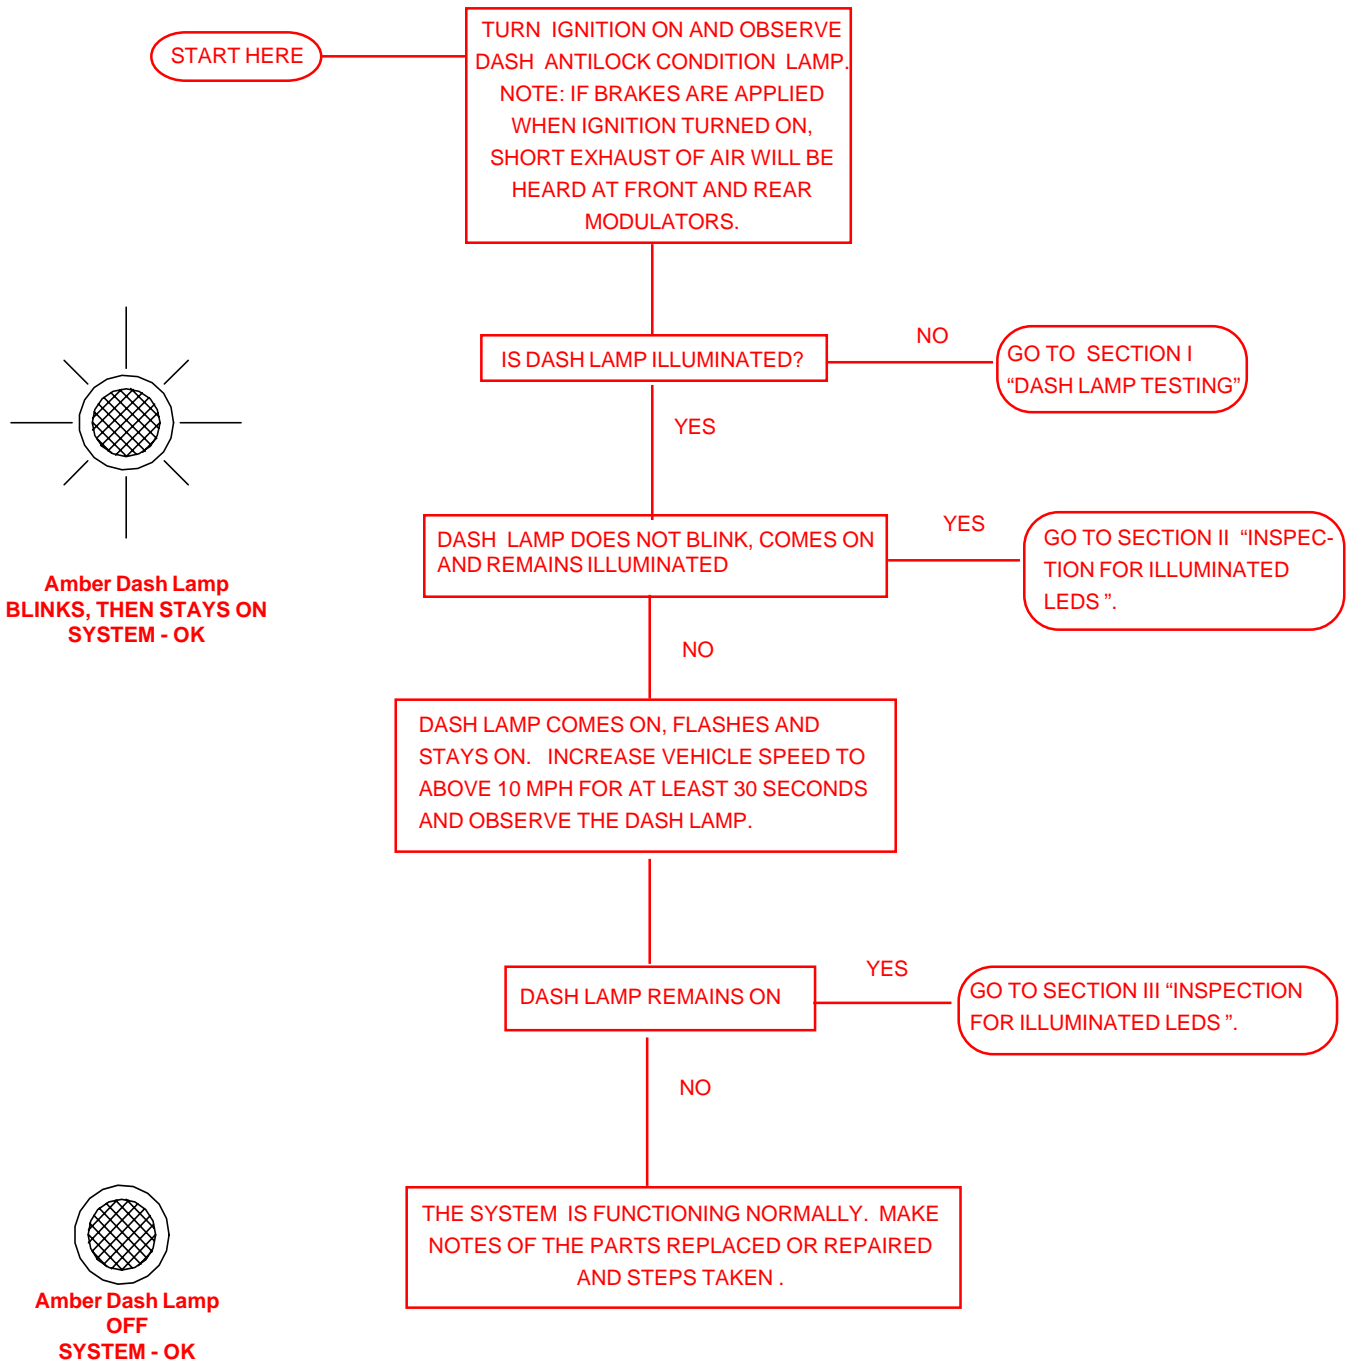 START HERE
TURN IGNITION ON AND OBSERVE
DASH ANTILOCK CONDITION LAMP.
NOTE: IF BRAKES ARE APPLIED
WHEN IGNITION TURNED ON,
SHORT EXHAUST OF AIR WILL BE
HEARD AT FRONT AND REAR
MODULATORS.
IS DASH LAMP ILLUMINATED?
NO
GO TO SECTION I
“DASH LAMP TESTING”
YES
Amber Dash Lamp
BLINKS, THEN STAYS ON
SYSTEM - OK
DASH LAMP DOES NOT BLINK, COMES ON
AND REMAINS ILLUMINATED
YES
GO TO SECTION II “INSPEC-
TION FOR ILLUMINATED
LEDS ”.
NO
DASH LAMP COMES ON, FLASHES AND
STAYS ON. INCREASE VEHICLE SPEED TO
ABOVE 10 MPH FOR AT LEAST 30 SECONDS
AND OBSERVE THE DASH LAMP.
DASH LAMP REMAINS ON
YES
GO TO SECTION III “INSPECTION
FOR ILLUMINATED LEDS ”.
NO
THE SYSTEM IS FUNCTIONING NORMALLY. MAKE
NOTES OF THE PARTS REPLACED OR REPAIRED
AND STEPS TAKEN .
Amber Dash Lamp
OFF
SYSTEM - OK